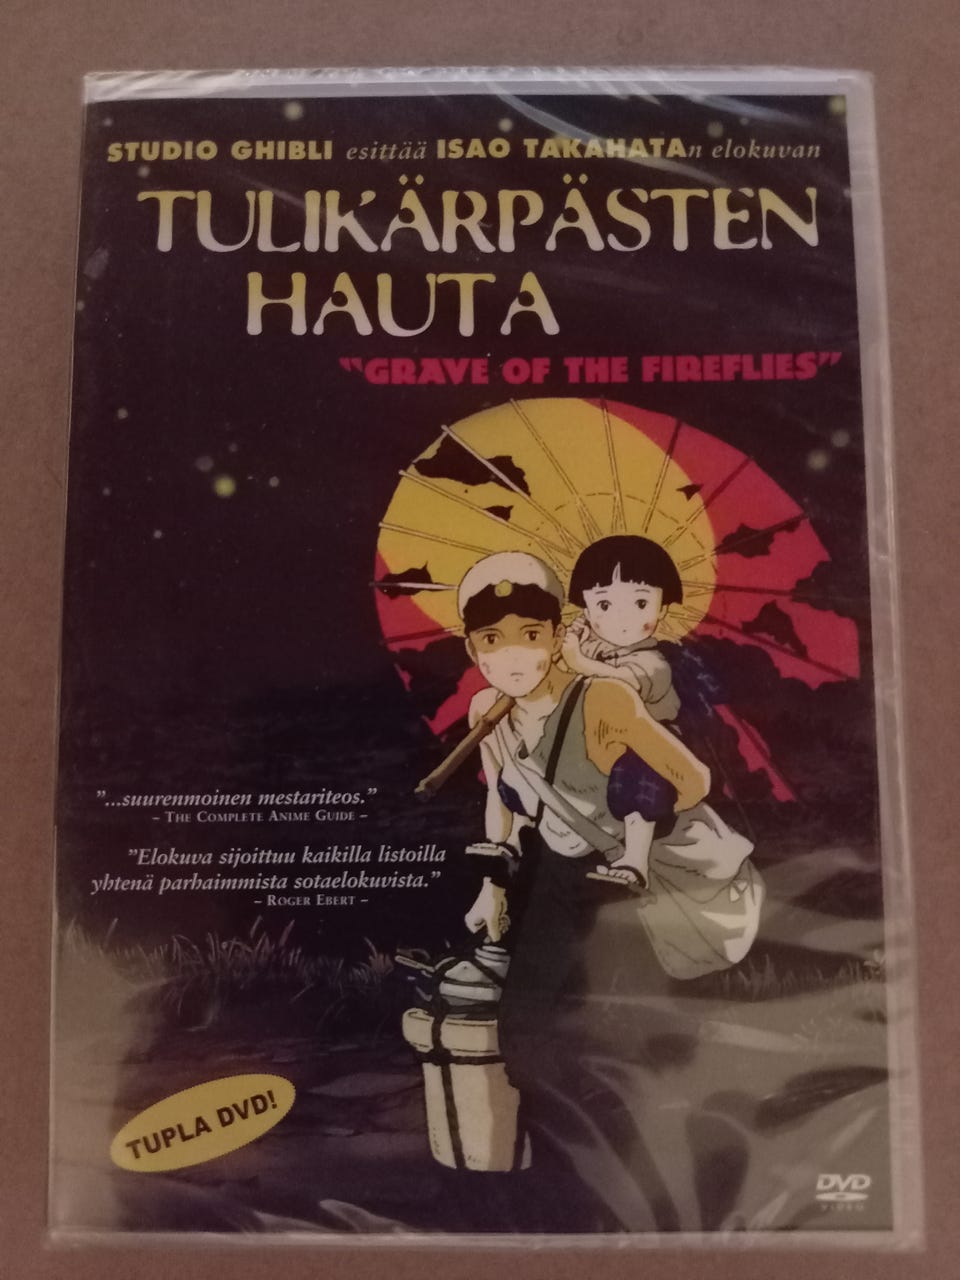 STUDIO GHIBLI esittää ISAO TAKAHATAn elokuvan
TULIKÄRPÄSTEN
HAUTA
"GRAVE OF THE FIREFLIES"
"...suurenmoinen mestariteos."
– THE COMPLETE ANIME GUIDE –
"Elokuva sijoittuu kaikilla listoilla
yhtenä parhaimmista sotaelokuvista."
– ROGER EBERT –
TUPLA DVD!
DVD
VIDEO